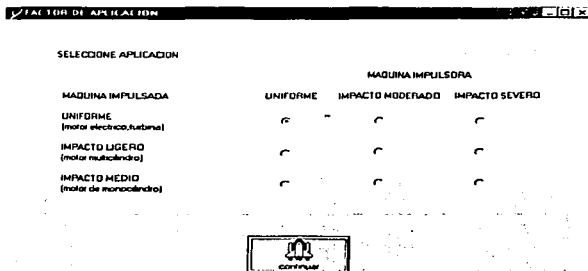 FACTOR DE APLICACION
SELECCIONE APLICACION
MAQUINA IMPULSORA
MAQUINA IMPULSADA UNIFORME IMPACTO MODERADO IMPACTO SEVERO
UNIFORME
(motor electrico,turbina)
IMPACTO LIGERO
(motor multicilindro)
IMPACTO MEDIO
(motor de monocilindro)
continuar